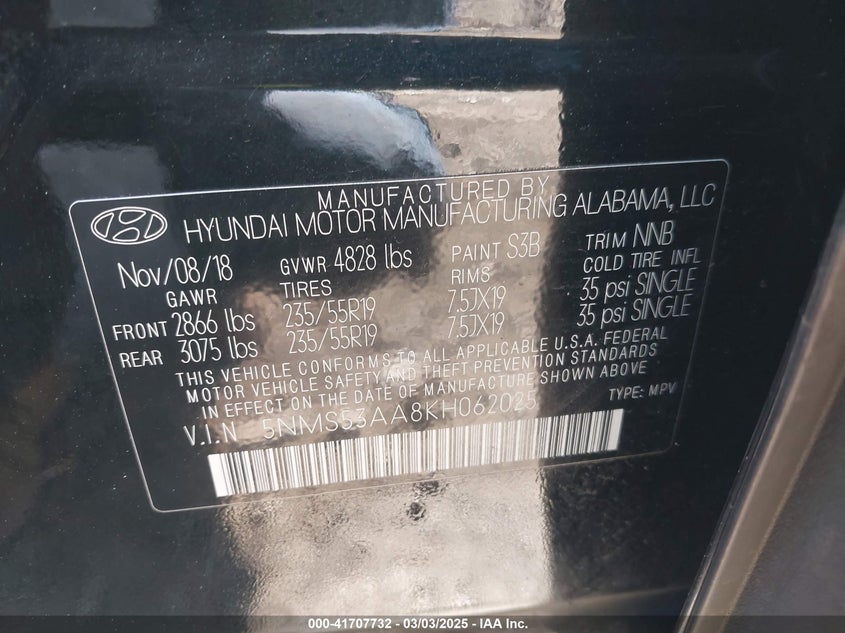 MANUFACTURED BY
HYUNDAI MOTOR MANUFACTURING ALABAMA, LLC
Nov/08/18 GVWR 4828 lbs PAINT S3B TRIM NNB
GAWR TIRES RIMS COLD TIRE INFL
FRONT 2866 lbs 235/55R19 7.5JX19 35 psi SINGLE
REAR 3075 lbs 235/55R19 7.5JX19 35 psi SINGLE
THIS VEHICLE CONFORMS TO ALL APPLICABLE U.S.A. FEDERAL
MOTOR VEHICLE SAFETY AND THEFT PREVENTION STANDARDS
IN EFFECT ON THE DATE OF MANUFACTURE SHOWN ABOVE
V.I.N 5NMS53AA8KH062025 TYPE: MPV
000-41707732 - 03/03/2025 - IAA Inc.